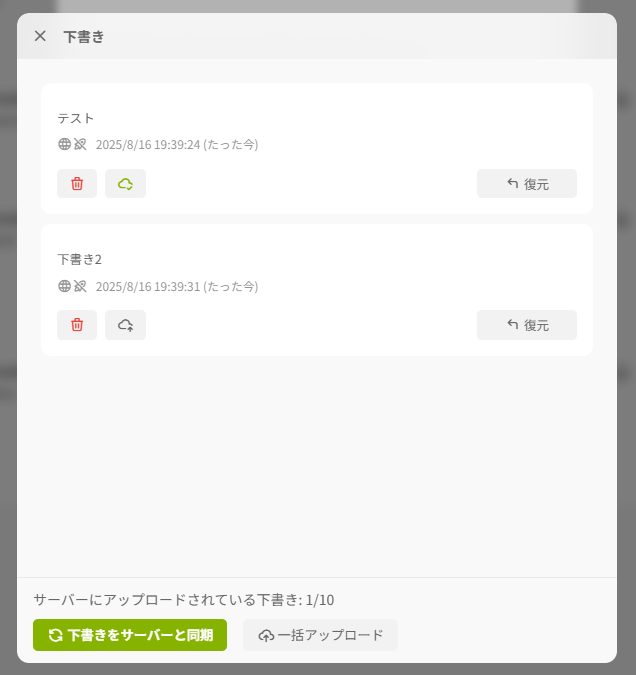 下書き
テスト
2025/8/16 19:39:24 (たった今)
復元
下書き2
2025/8/16 19:39:31 (たった今)
復元
サーバーにアップロードされている下書き: 1/10
下書きをサーバーと同期
一括アップロード